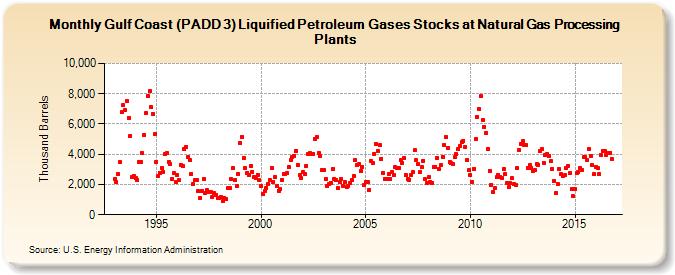 Monthly Gulf Coast (PADD 3) Liquified Petroleum Gases Stocks at Natural Gas Processing
Plants
Thousand Barrels
10,000
8,000
6,000
4,000
2,000
0
1995
2000
2005
2010
2015
Source: U.S. Energy Information Administration